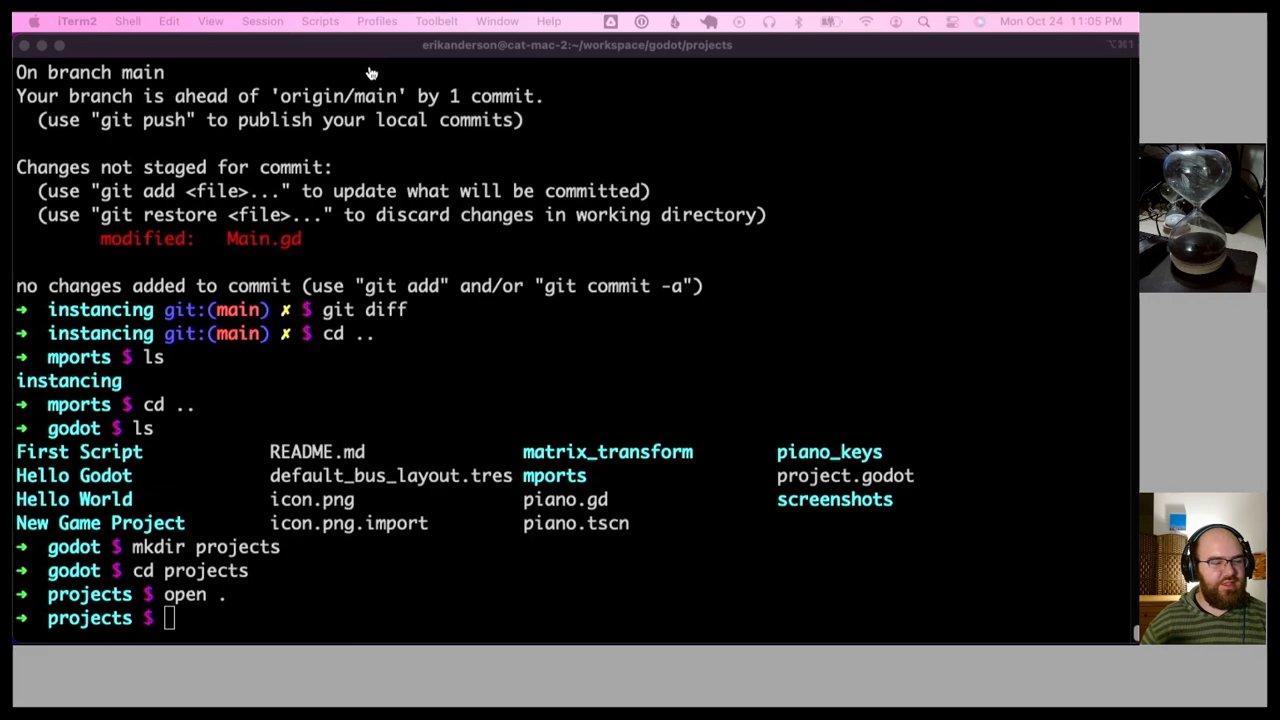 iTerm2 Shell Edit View Session Scripts Profiles Toolbelt Window Help Mon Oct 24 11:05 PM
erikanderson@cat-mac-2:~/workspace/godot/projects ⌥⌘1
On branch main
Your branch is ahead of 'origin/main' by 1 commit.
(use "git push" to publish your local commits)
Changes not staged for commit:
(use "git add <file>..." to update what will be committed)
(use "git restore <file>..." to discard changes in working directory)
modified: Main.gd
no changes added to commit (use "git add" and/or "git commit -a")
→ instancing git:(main) ✗ $ git diff
→ instancing git:(main) ✗ $ cd ..
→ mports $ ls
instancing
→ mports $ cd ..
→ godot $ ls
First Script README.md matrix_transform piano_keys
Hello Godot default_bus_layout.tres mports project.godot
Hello World icon.png piano.gd screenshots
New Game Project icon.png.import piano.tscn
→ godot $ mkdir projects
→ godot $ cd projects
→ projects $ open .
→ projects $